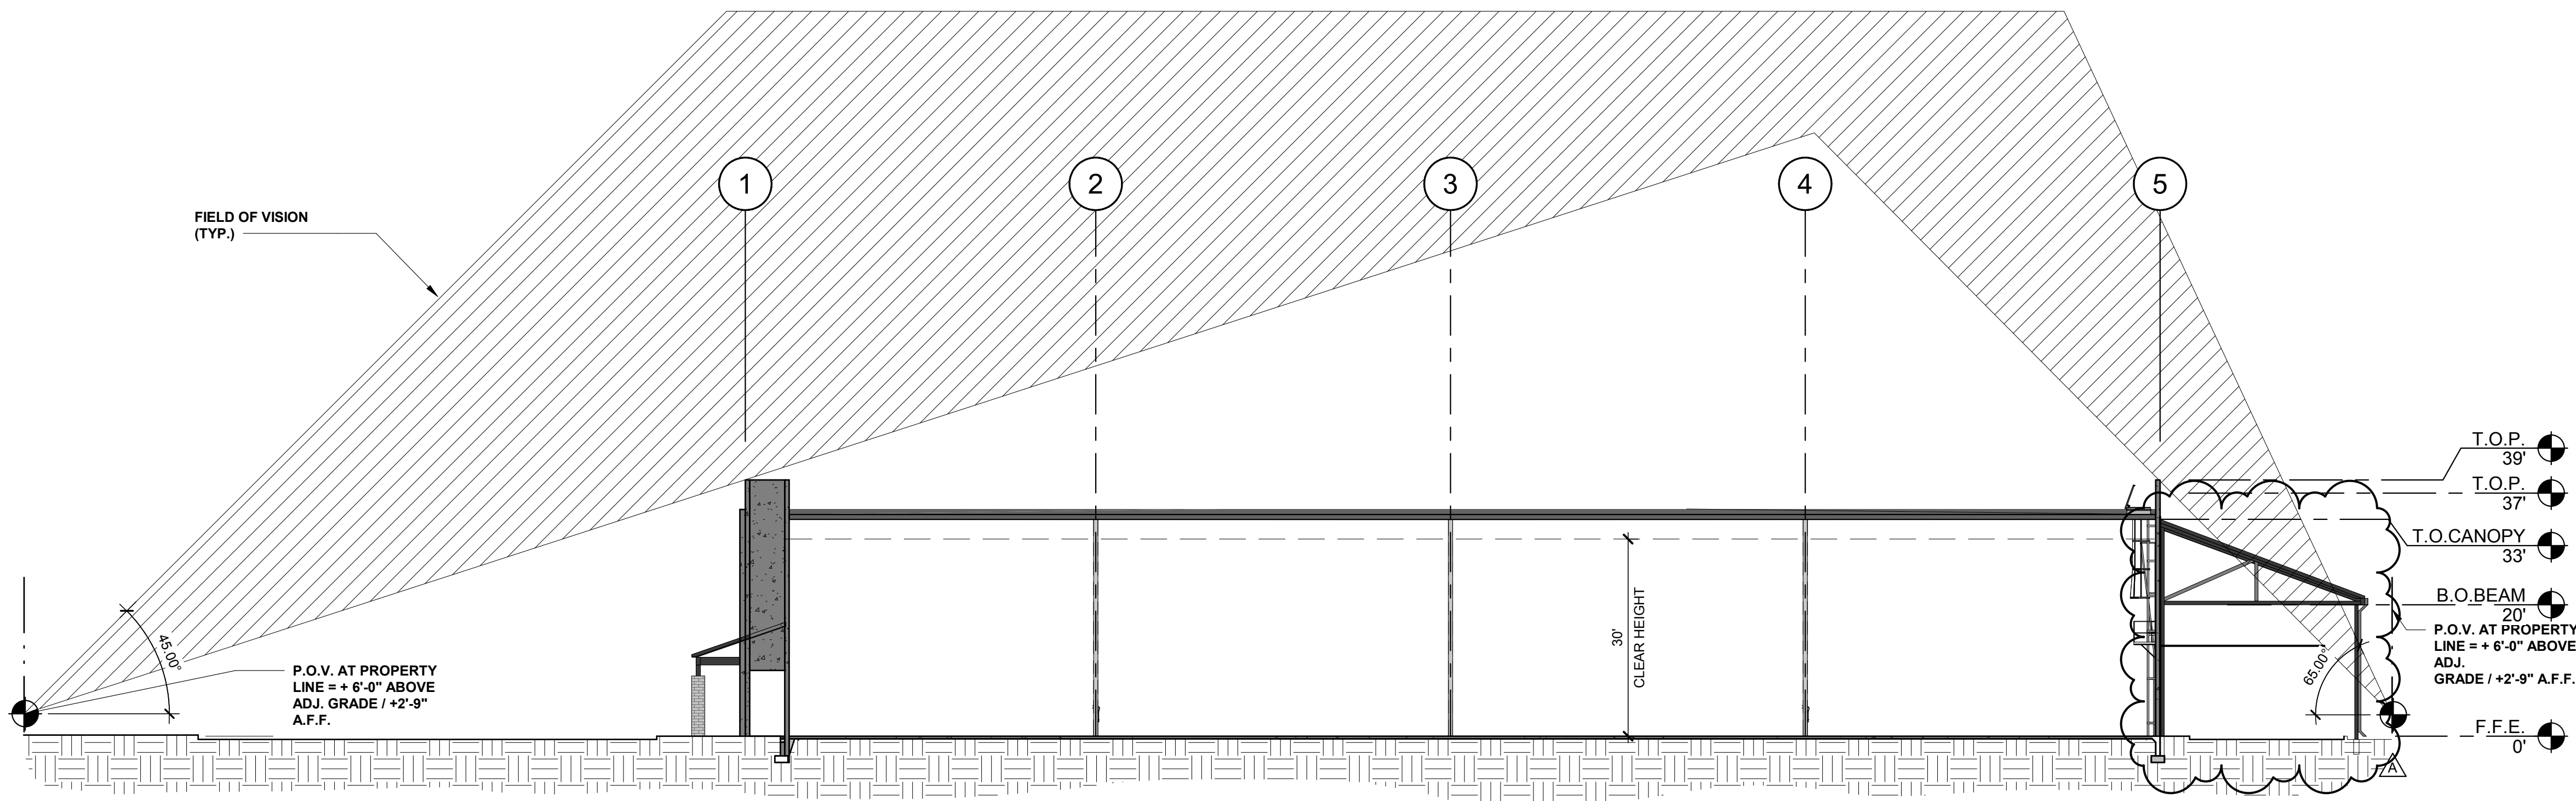 1
2
3
4
5
FIELD OF VISION
(TYP.)
T.O.P.
39'
T.O.P.
37'
T.O.CANOPY
33'
B.O.BEAM
20'
P.O.V. AT PROPERTY
LINE = + 6'-0" ABOVE
ADJ.
GRADE / +2'-9" A.F.F.
30'
CLEAR HEIGHT
45.00°
65.00°
P.O.V. AT PROPERTY
LINE = + 6'-0" ABOVE
ADJ. GRADE / +2'-9"
A.F.F.
F.F.E.
0'
A